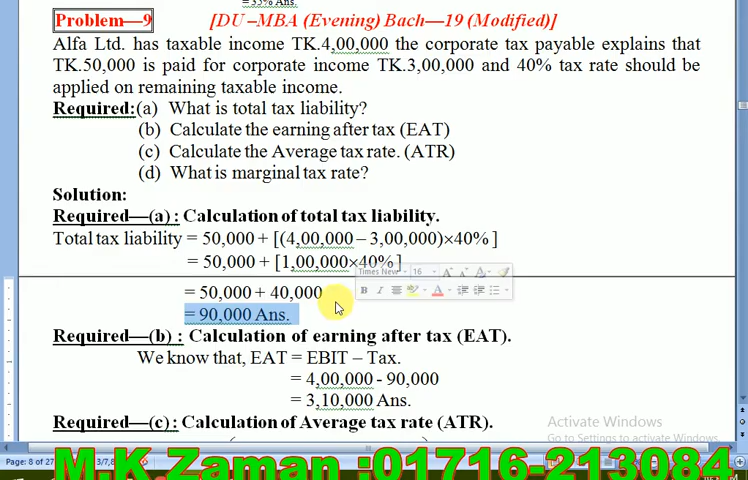 =35% Ans.
Problem—9 [DU –MBA (Evening) Bach—19 (Modified)]
Alfa Ltd. has taxable income TK.4,00,000 the corporate tax payable explains that
TK.50,000 is paid for corporate income TK.3,00,000 and 40% tax rate should be
applied on remaining taxable income.
Required:(a) What is total tax liability?
(b) Calculate the earning after tax (EAT)
(c) Calculate the Average tax rate. (ATR)
(d) What is marginal tax rate?
Solution:
Required—(a) : Calculation of total tax liability.
Total tax liability = 50,000 + [(4,00,000 – 3,00,000)×40%]
= 50,000 + [1,00,000×40%]
Times New 16
= 50,000 + 40,000
= 90,000 Ans.
Required—(b) : Calculation of earning after tax (EAT).
We know that, EAT = EBIT – Tax.
= 4,00,000 - 90,000
= 3,10,000 Ans.
Required—(c) : Calculation of Average tax rate (ATR).
Activate Windows
Go to Settings to activate Windows.
Page: 8 of 27
M.K Zaman :01716-213084